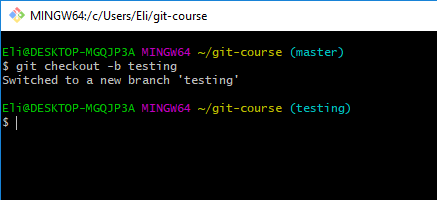 MINGW64:/c/Users/Eli/git-course
Eli@DESKTOP-MGQJP3A MINGW64 ~/git-course (master)
$ git checkout -b testing
Switched to a new branch 'testing'
Eli@DESKTOP-MGQJP3A MINGW64 ~/git-course (testing)
$